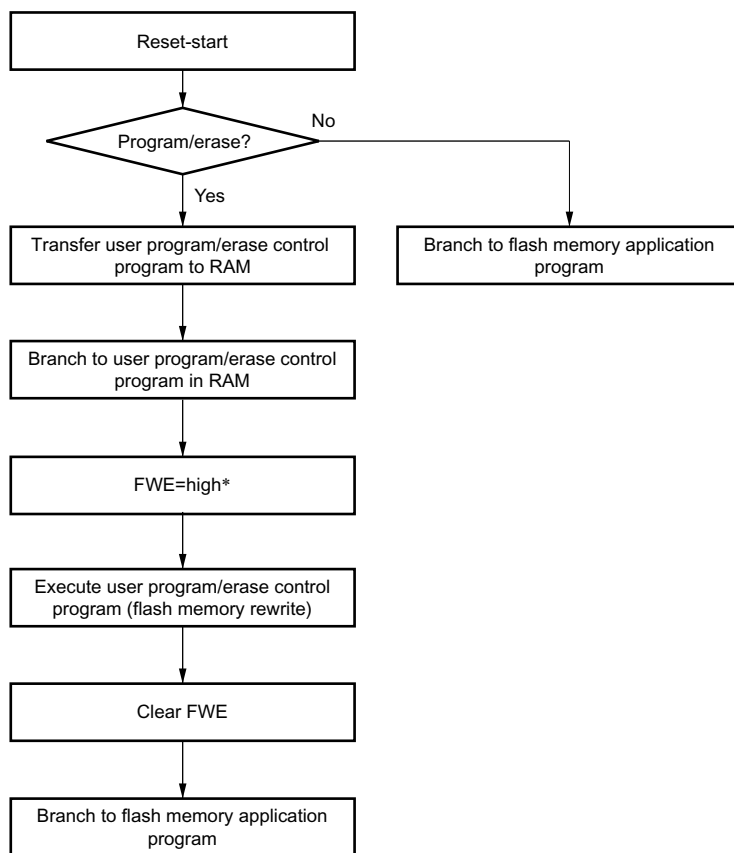 Reset-start
No
Program/erase?
Yes
Transfer user program/erase control
program to RAM
Branch to flash memory application
program
Branch to user program/erase control
program in RAM
FWE=high*
Execute user program/erase control
program (flash memory rewrite)
Clear FWE
Branch to flash memory application
program